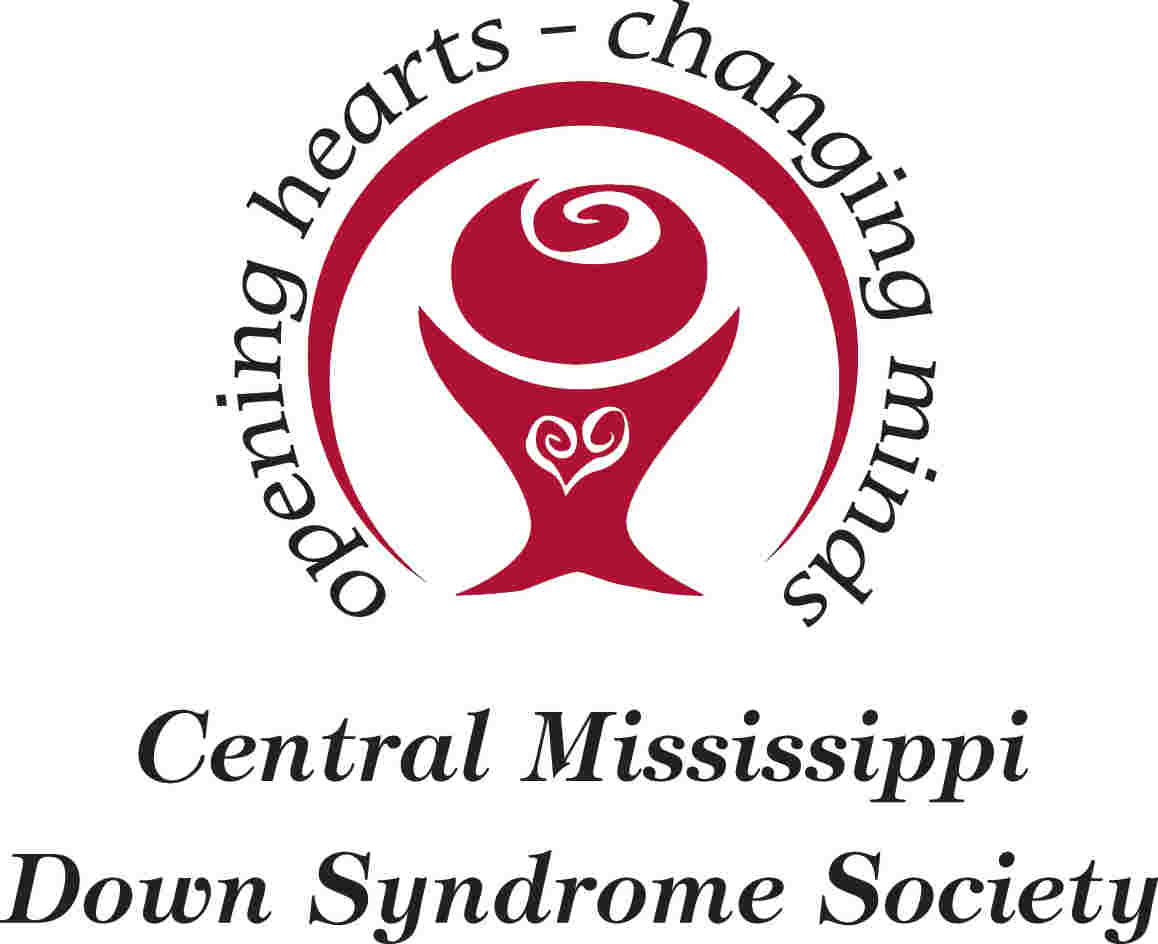 opening hearts – changing minds
Central Mississippi
Down Syndrome Society